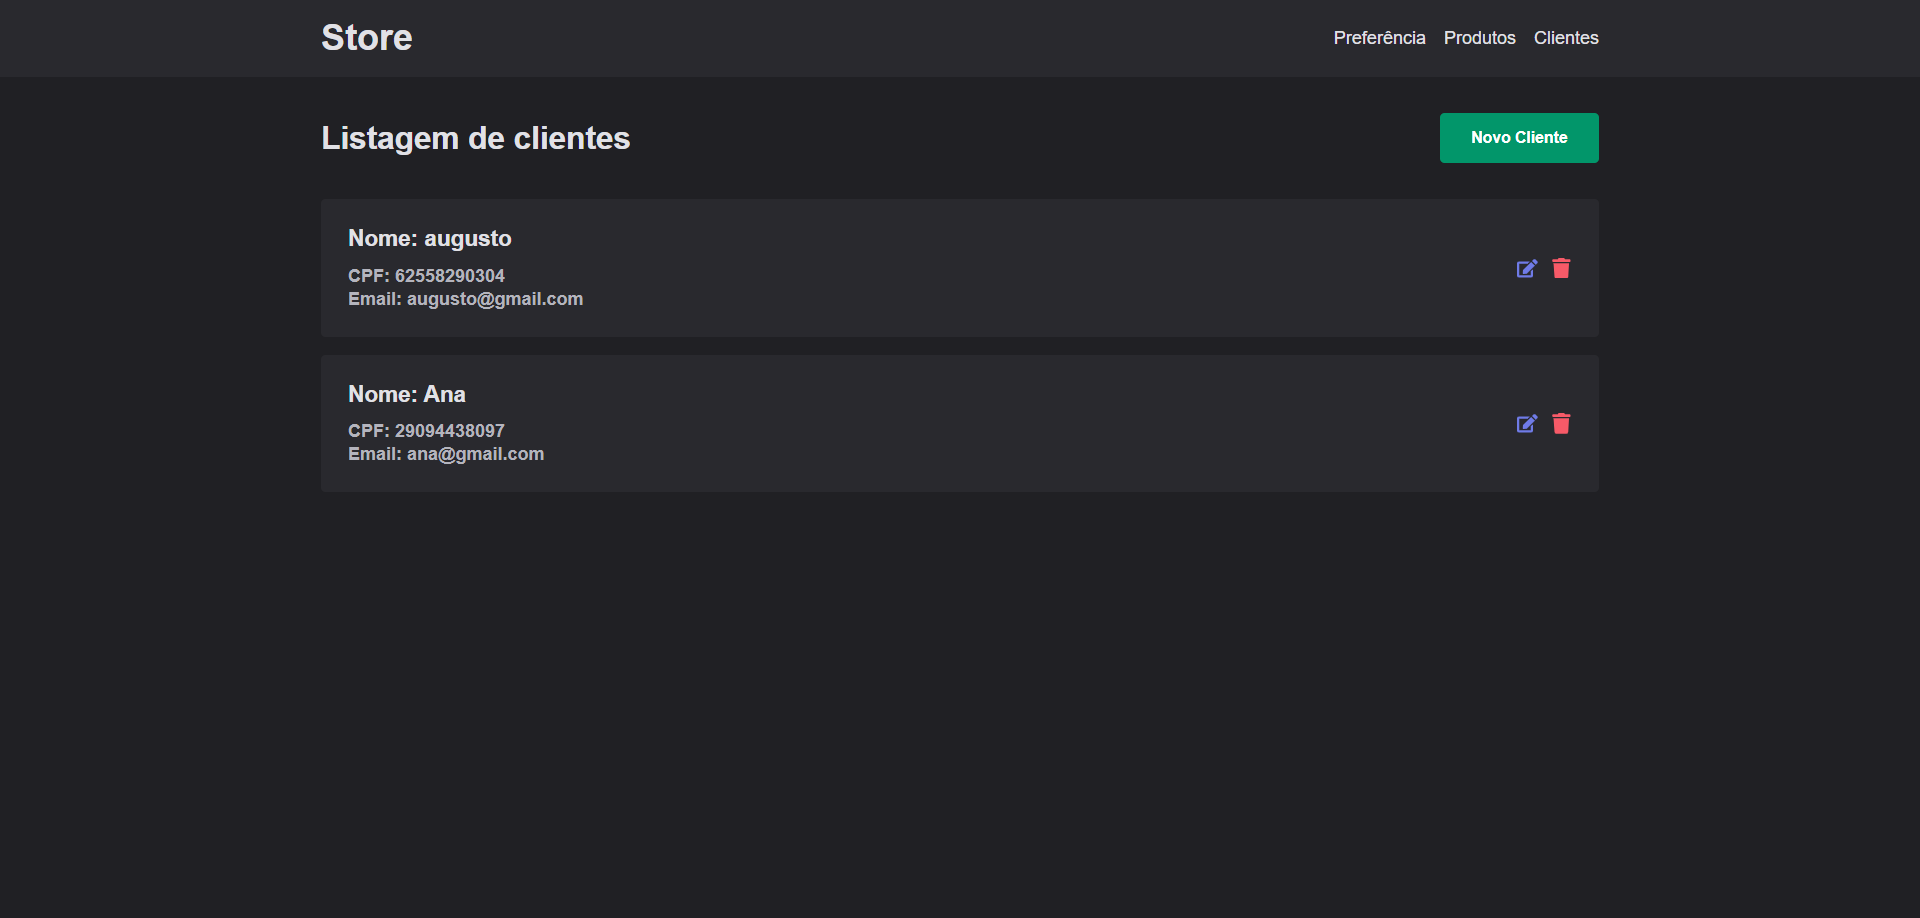 Store
Preferência Produtos Clientes
Listagem de clientes
Novo Cliente
Nome: augusto
CPF: 62558290304
Email: augusto@gmail.com
Nome: Ana
CPF: 29094438097
Email: ana@gmail.com